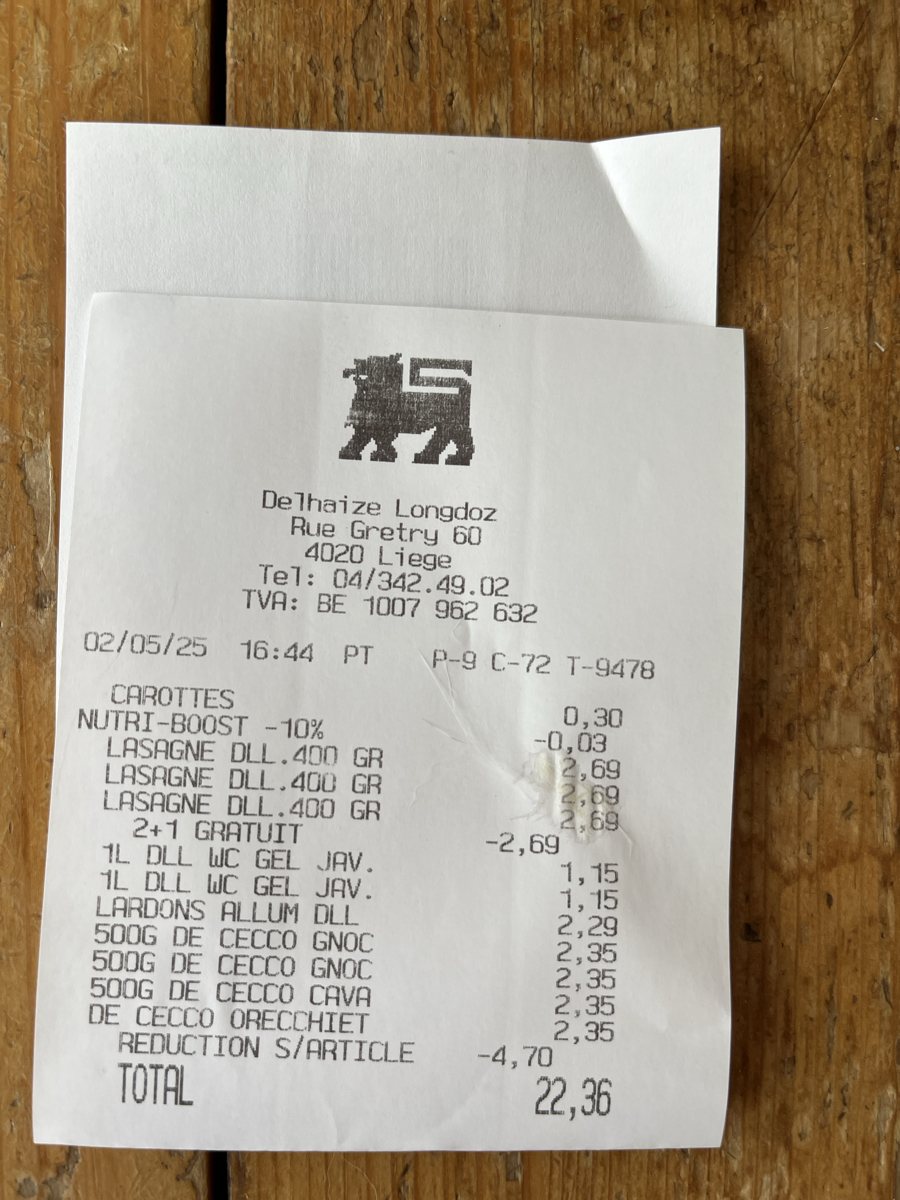 Delhaize Longdoz
Rue Gretry 60
4020 Liege
Tel: 04/342.49.02
TVA: BE 1007 962 632
02/05/25 16:44 PT P-9 C-72 T-9478
CAROTTES 0,30
NUTRI-BOOST -10% -0,03
LASAGNE DLL.400 GR 2,69
LASAGNE DLL.400 GR 2,69
LASAGNE DLL.400 GR 2,69
2+1 GRATUIT -2,69
1L DLL WC GEL JAV. 1,15
1L DLL WC GEL JAV. 1,15
LARDONS ALLUM DLL 2,29
500G DE CECCO GNOC 2,35
500G DE CECCO GNOC 2,35
500G DE CECCO CAVA 2,35
DE CECCO ORECCHIET 2,35
REDUCTION S/ARTICLE -4,70
TOTAL 22,36